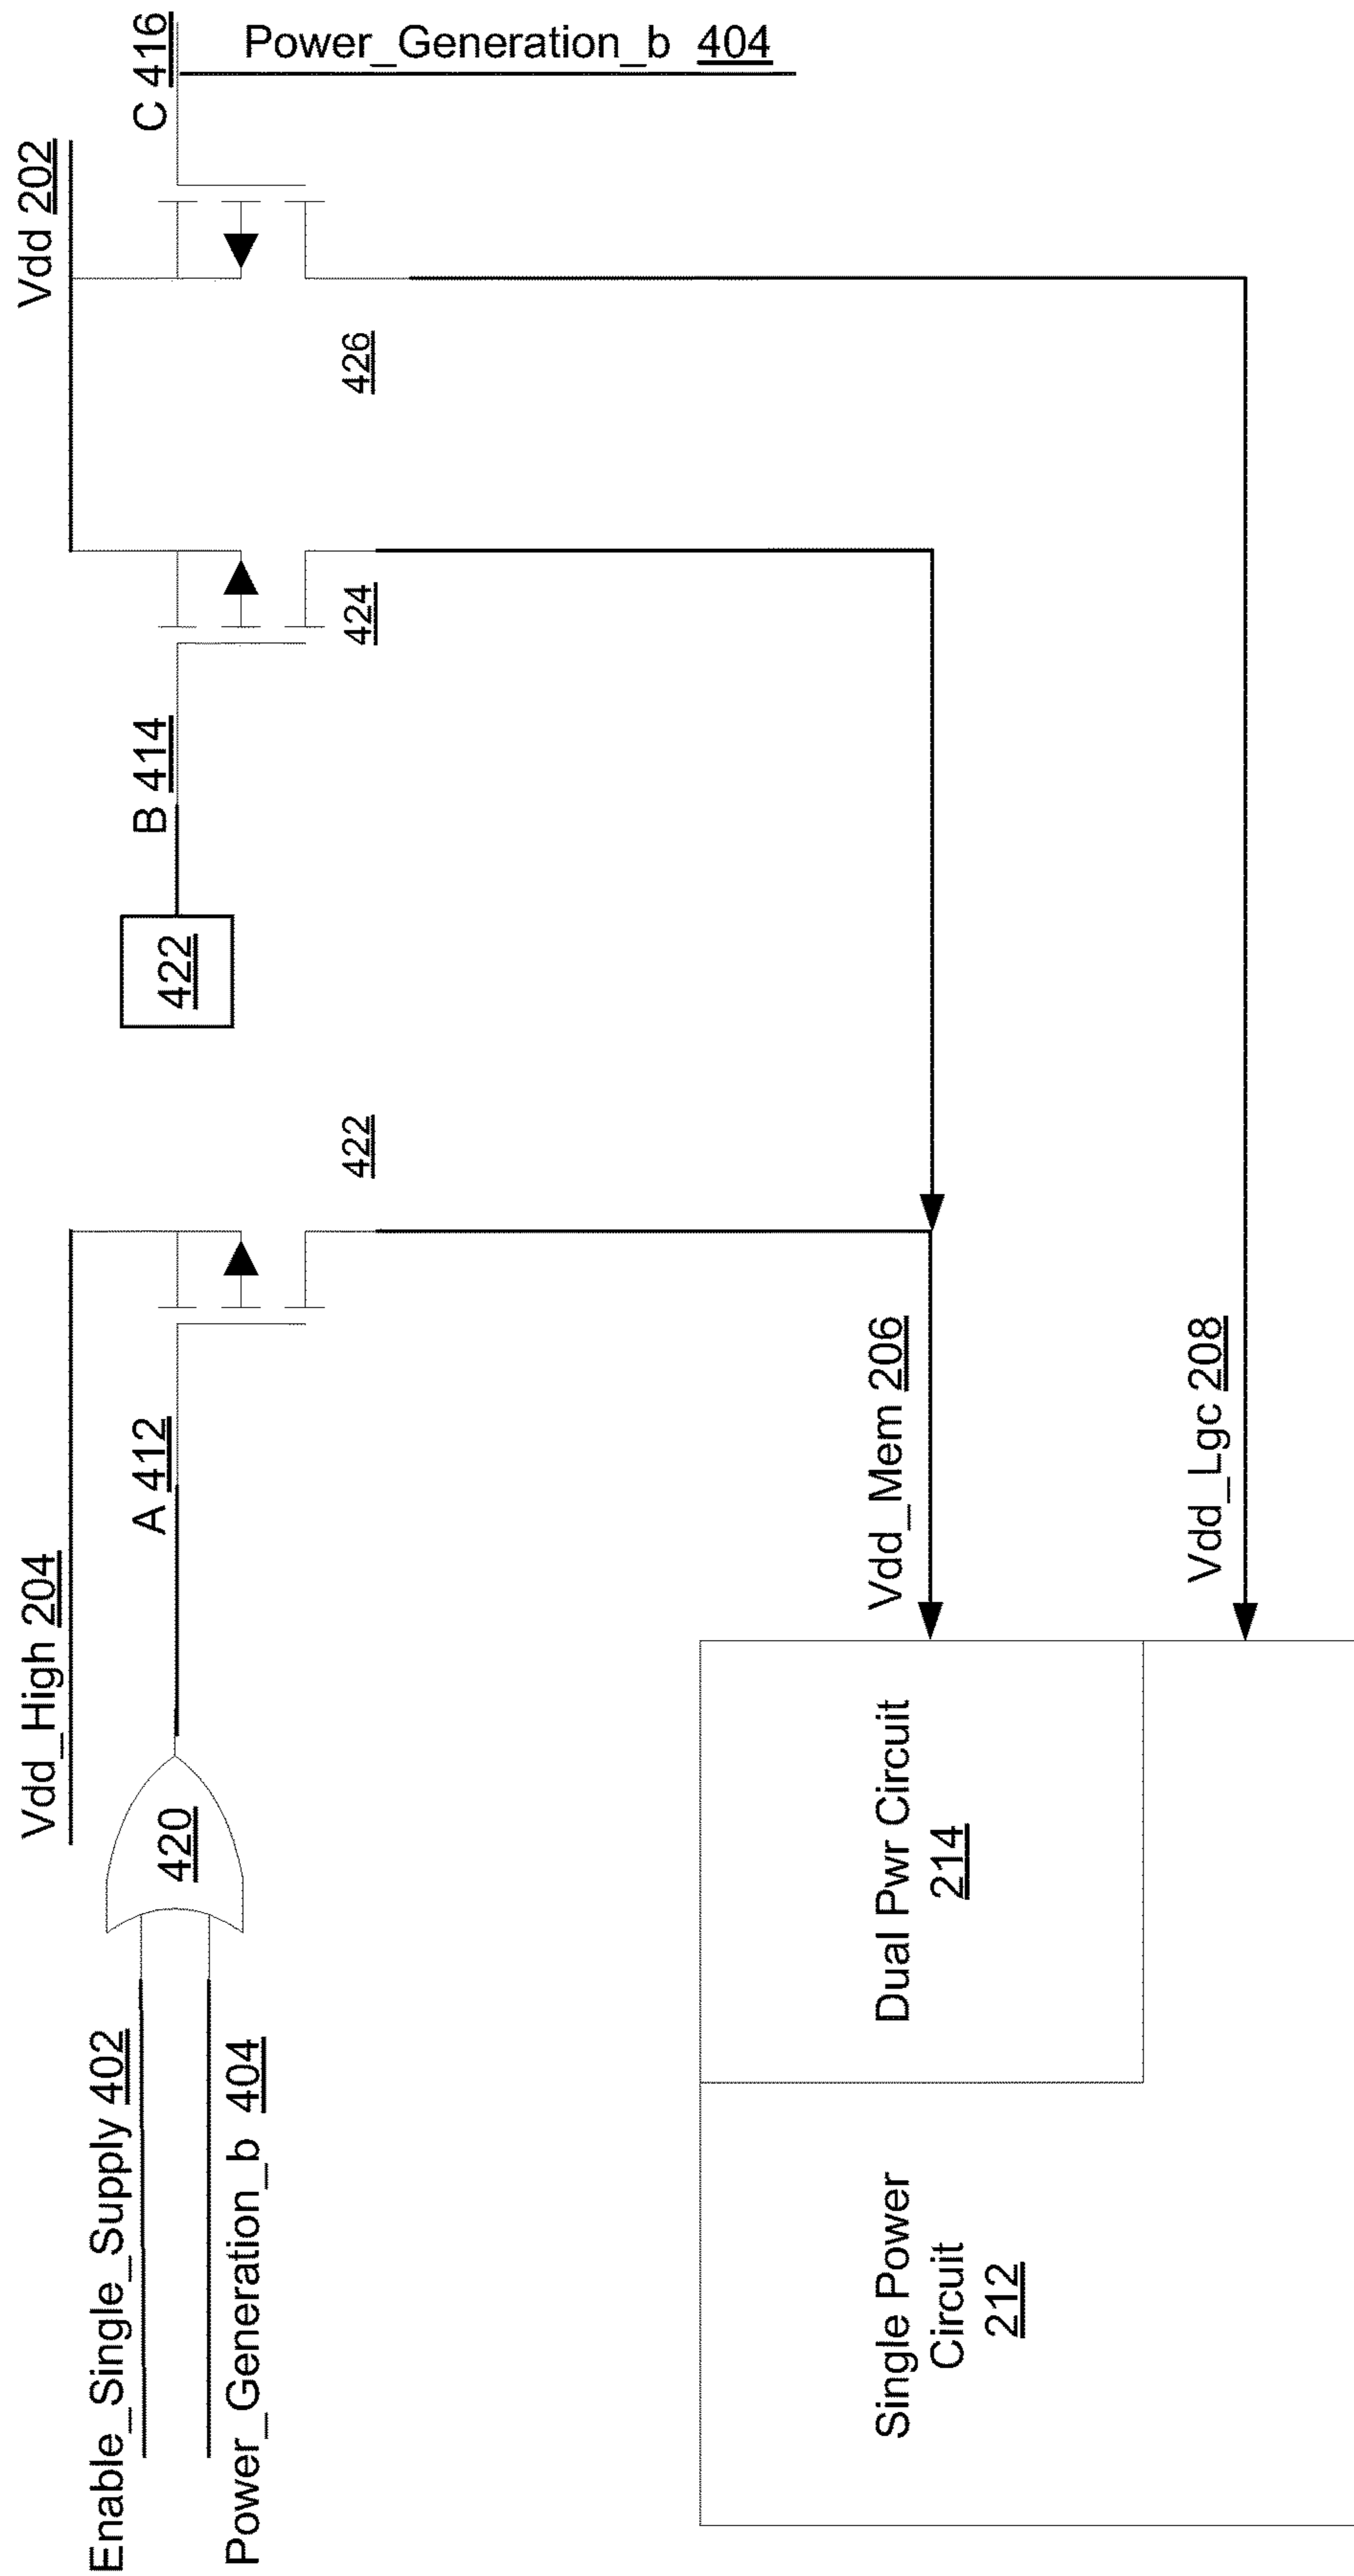 Vdd_High 204
Vdd 202
Enable_Single_Supply 402
Power_Generation_b 404
420
A 412
422
B 414
C 416
Power_Generation_b 404
422
424
426
Vdd_Mem 206
Vdd_Lgc 208
Single Power
Circuit
212
Dual Pwr Circuit
214